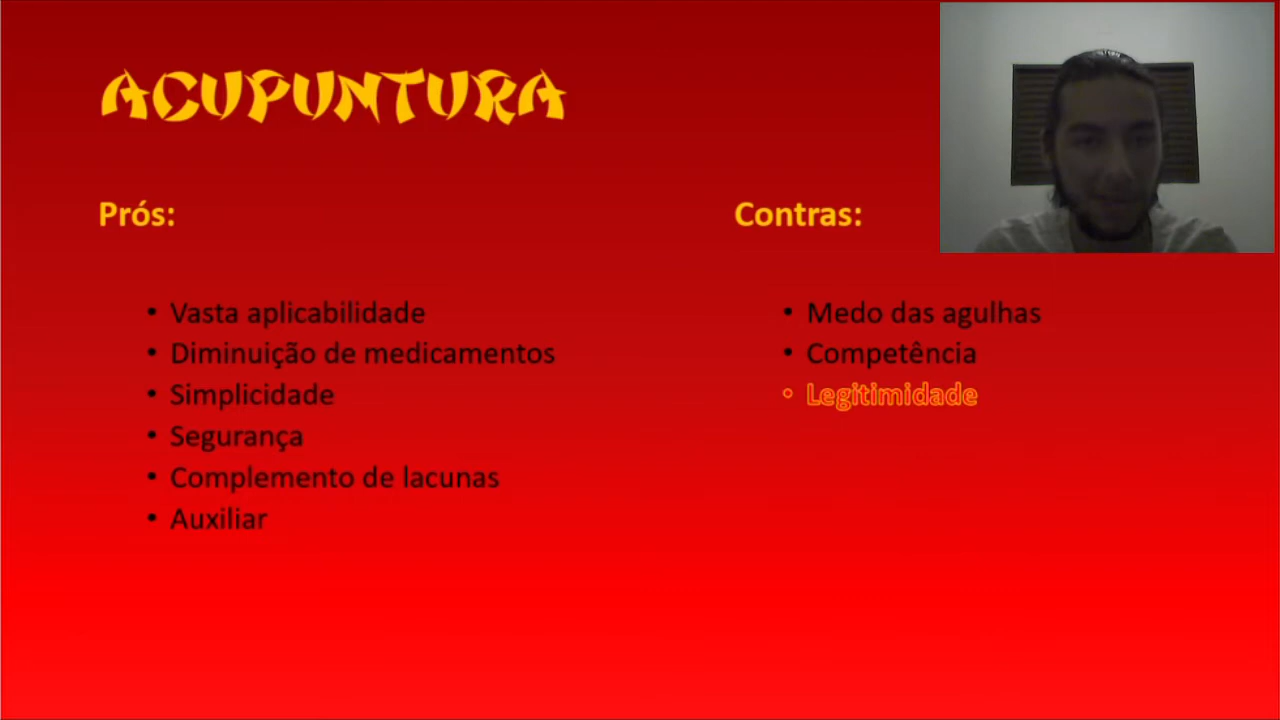 ACUPUNTURA
Prós:
• Vasta aplicabilidade
• Diminuição de medicamentos
• Simplicidade
• Segurança
• Complemento de lacunas
• Auxiliar
Contras:
• Medo das agulhas
• Competência
• Legitimidade